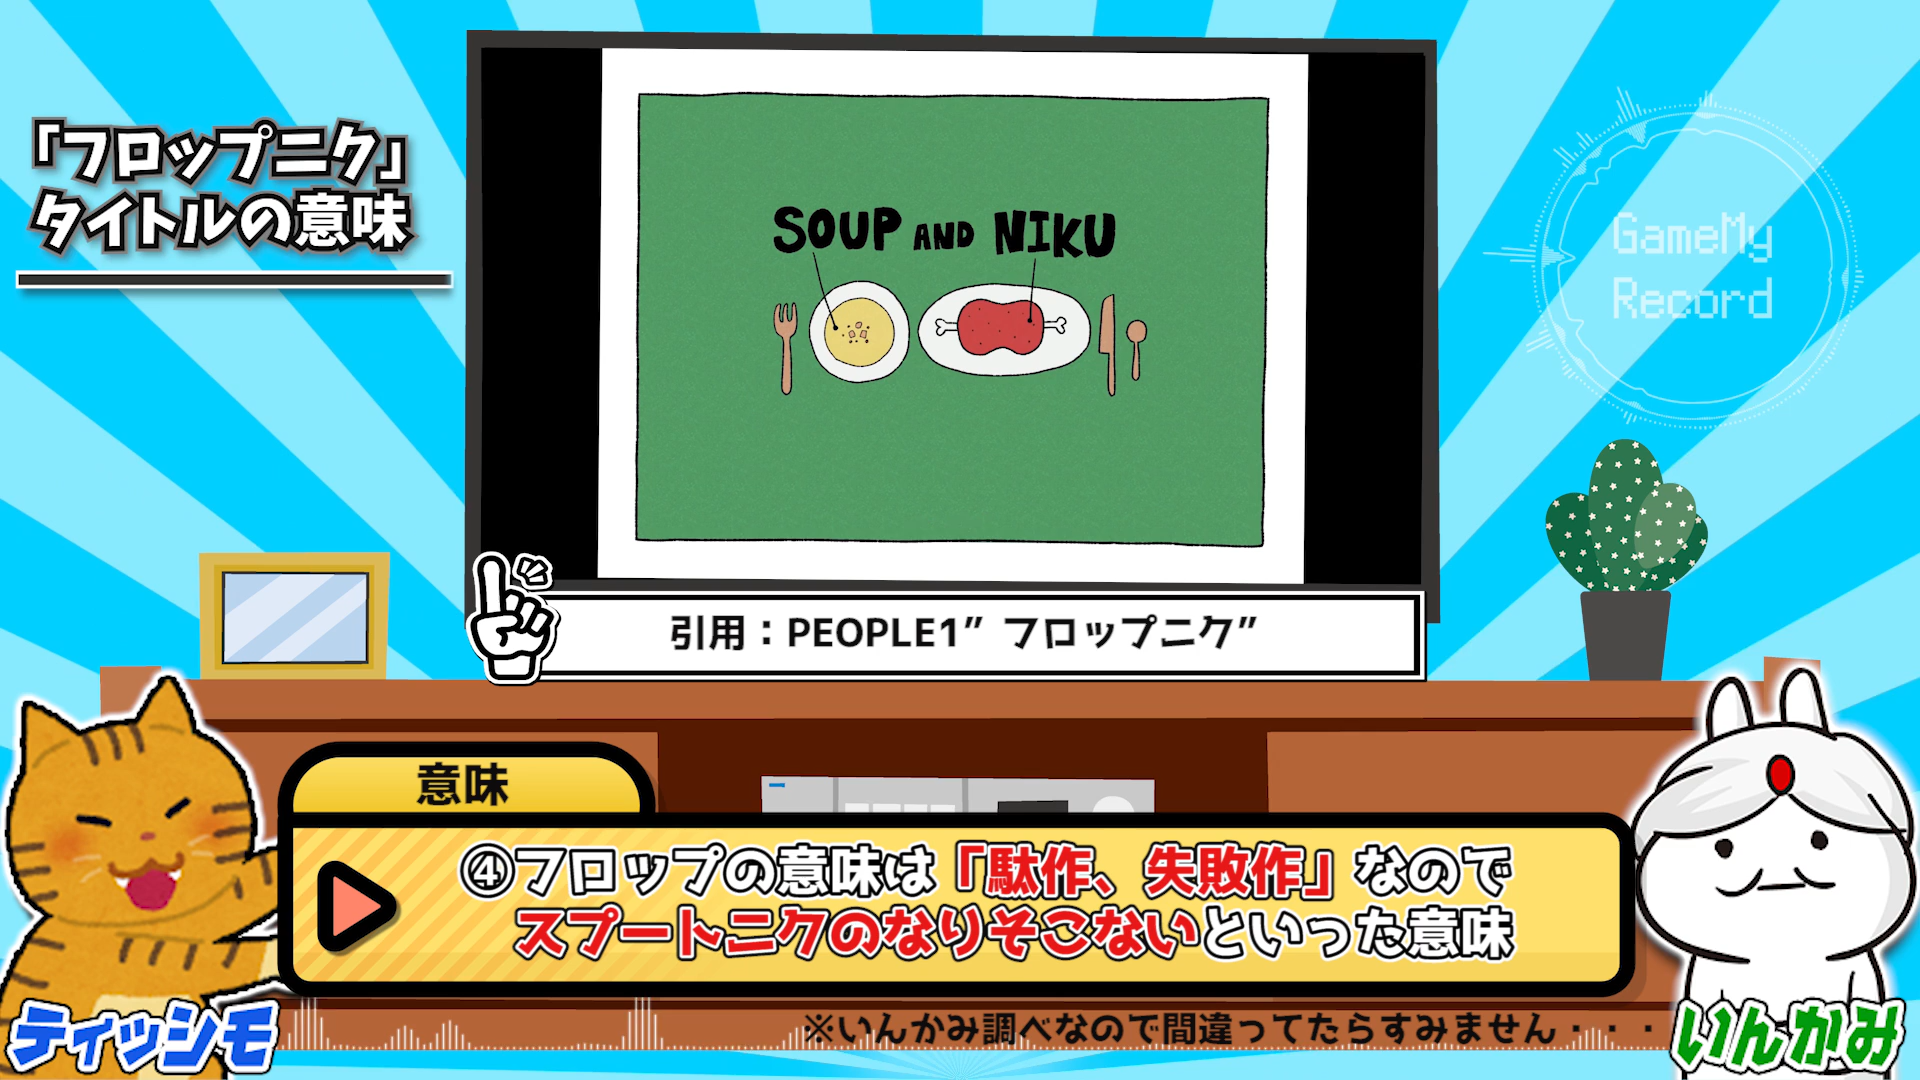 「フロップニク」
タイトルの意味
SOUP AND NIKU
GameMy
Record
引用：PEOPLE1”フロップニク”
意味
④フロップの意味は「駄作、失敗作」なので
スプートニクのなりそこないといった意味
※いんかみ調べなので間違ってたらすみません・・・
ティッシモ
いんかみ